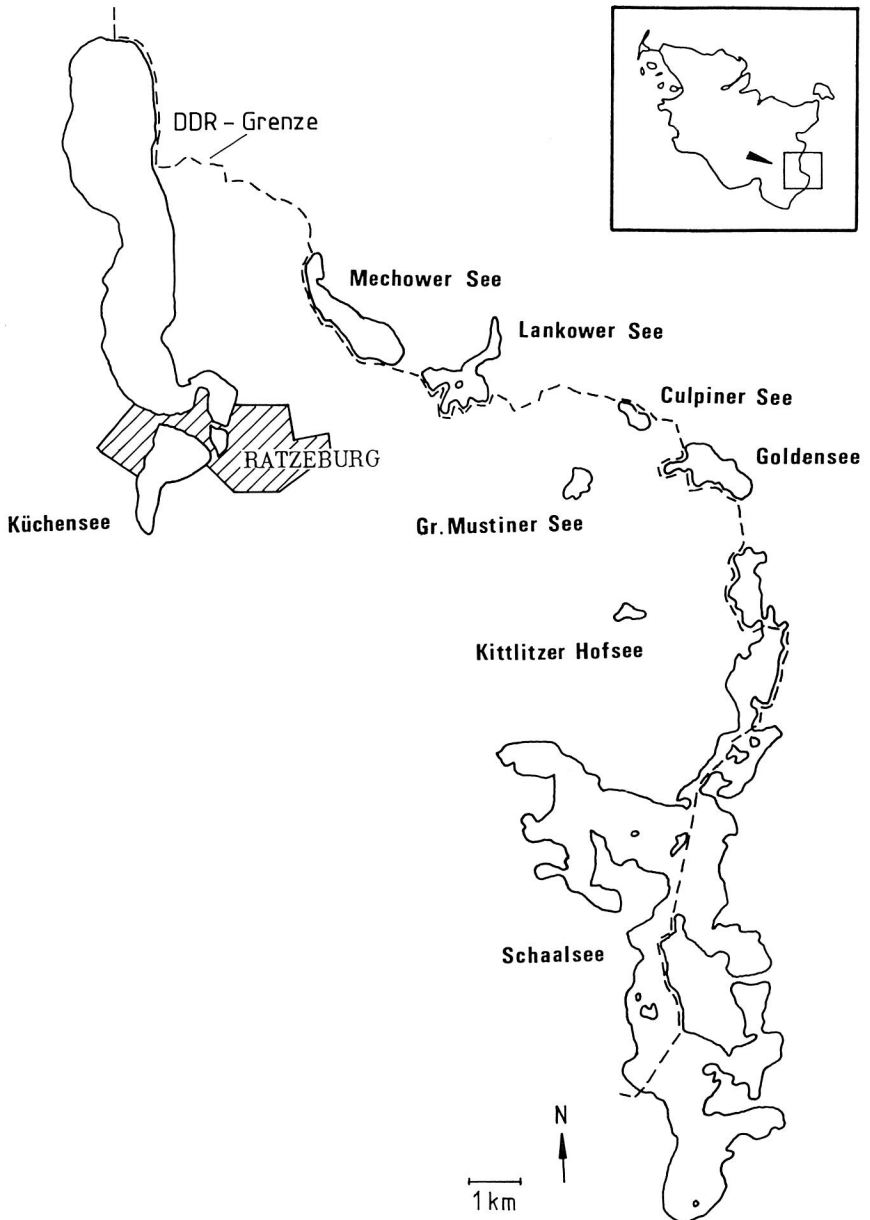 DDR - Grenze
Mechower See
Lankower See
Culpiner See
Goldensee
RATZEBURG
Küchensee
Gr. Mustiner See
Kittlitzer Hofsee
Schaalsee
N
1 km